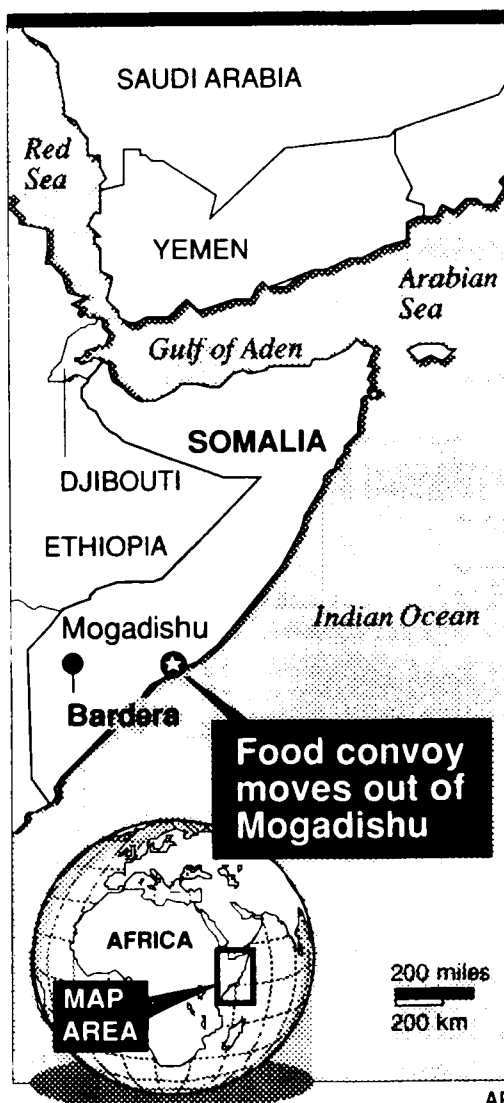 SAUDI ARABIA
Red
Sea
YEMEN
Arabian
Sea
Gulf of Aden
SOMALIA
DJIBOUTI
ETHIOPIA
Indian Ocean
Mogadishu
Bardera
Food convoy
moves out of
Mogadishu
AFRICA
MAP
AREA
200 miles
200 km